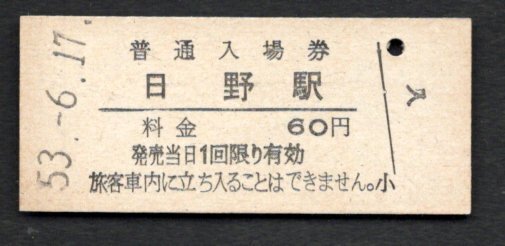 53.-6.17.
普通入場券
日野駅
料金 60円
発売当日1回限り有効
旅客車内に立ち入ることはできません。小
入